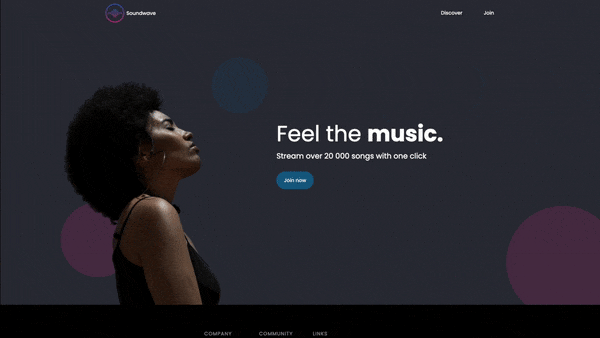 Soundwave
Discover
Join
Feel the music.
Stream over 20 000 songs with one click
Join now
COMPANY
COMMUNITY
LINKS